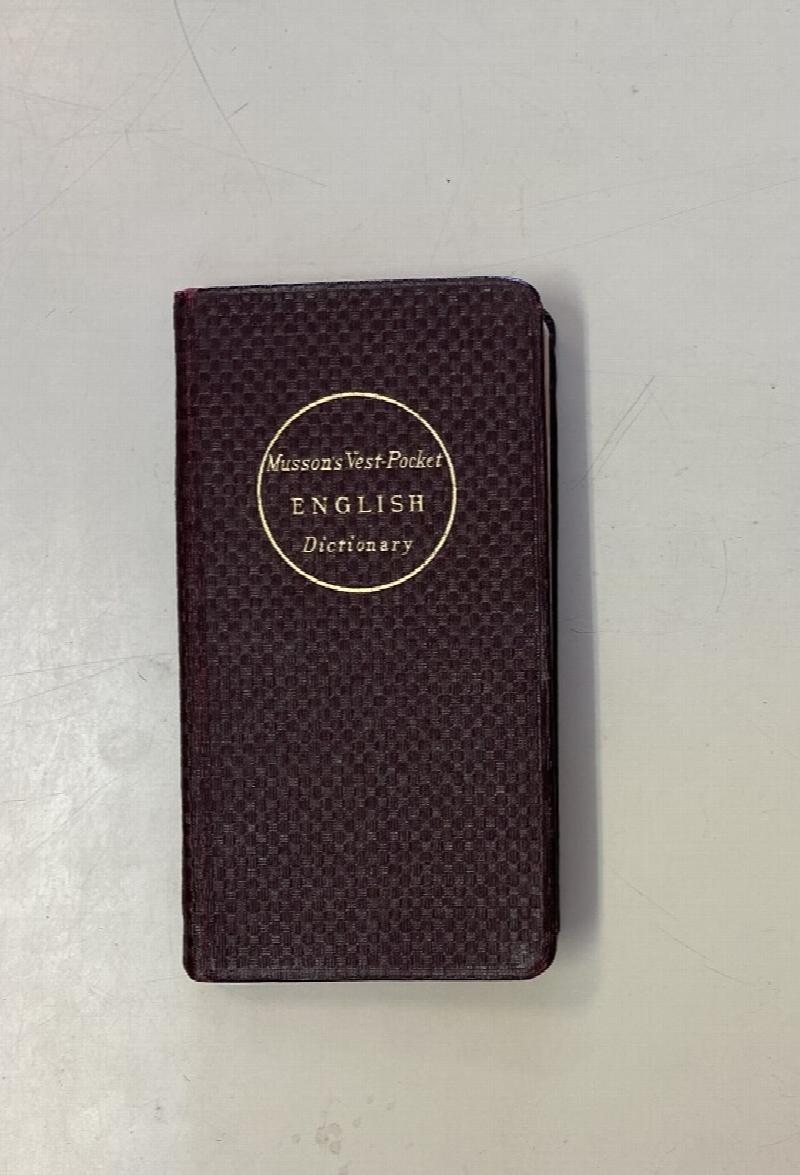 Musson's Vest-Pocket
ENGLISH
Dictionary